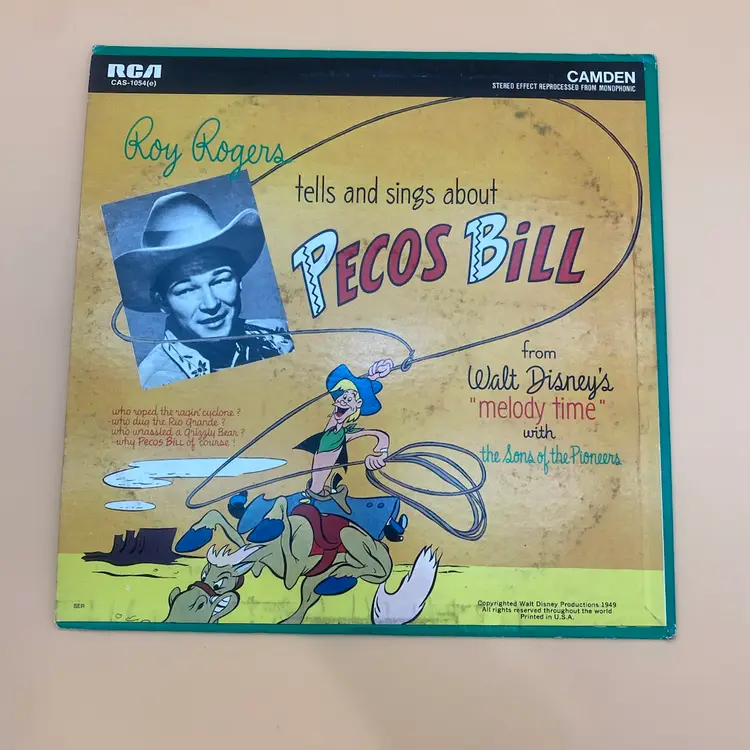 RCA
CAS-1054(e)
CAMDEN
STEREO EFFECT REPROCESSED FROM MONOPHONIC
Roy Rogers
tells and sings about
PECOS BiLL
from
Walt Disney's
"melody time"
with
the Sons of the Pioneers
who roped the ragin' cyclone?
-who dug the Rio Grande?
who wrassled a Grizzly Bear?
-why PECOS BILL of course!
SER
Copyrighted Walt Disney Productions 1949
All rights reserved throughout the world
Printed in U.S.A.